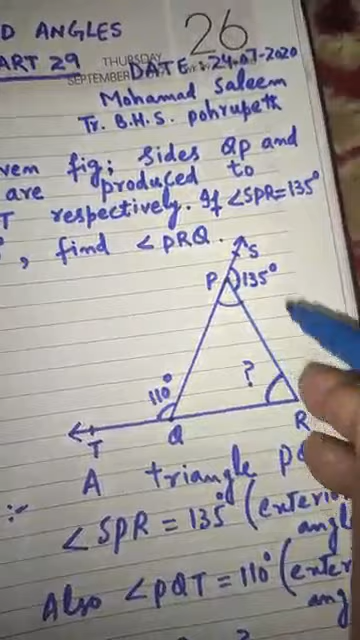 D ANGLES
ART 29
THURSDAY
26
SEPTEMBER
DATE: 24-07-2020
Mohamad Saleem
Tr. B.H.S. pohrupeth
ven fig; Sides QP and
are produced to
T respectively. If ∠SPR=135°
°, find ∠PRQ.
S
P 135°
110° ?
T Q R
A triangle P
:-
∠SPR = 135° (exteri
angl
Also ∠PQT = 110° (exter
ang